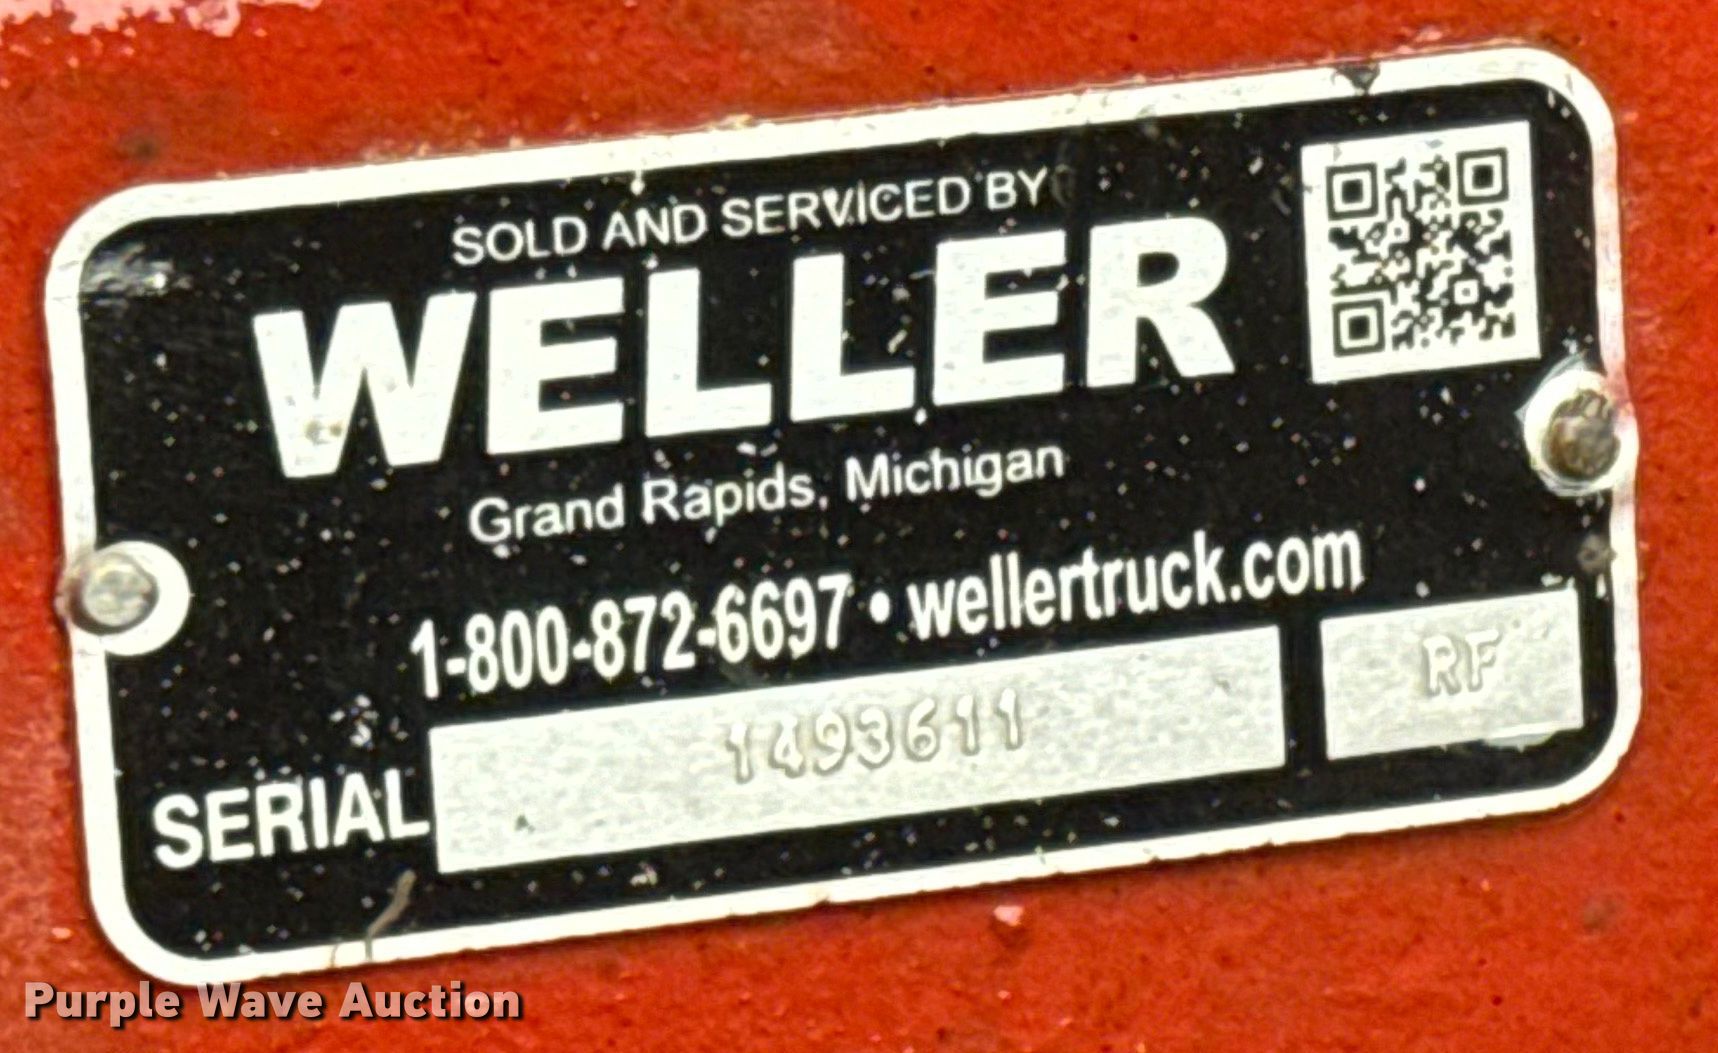 SOLD AND SERVICED BY
WELLER
Grand Rapids, Michigan
1-800-872-6697 • wellertruck.com
SERIAL 1493611 RF
Purple Wave Auction